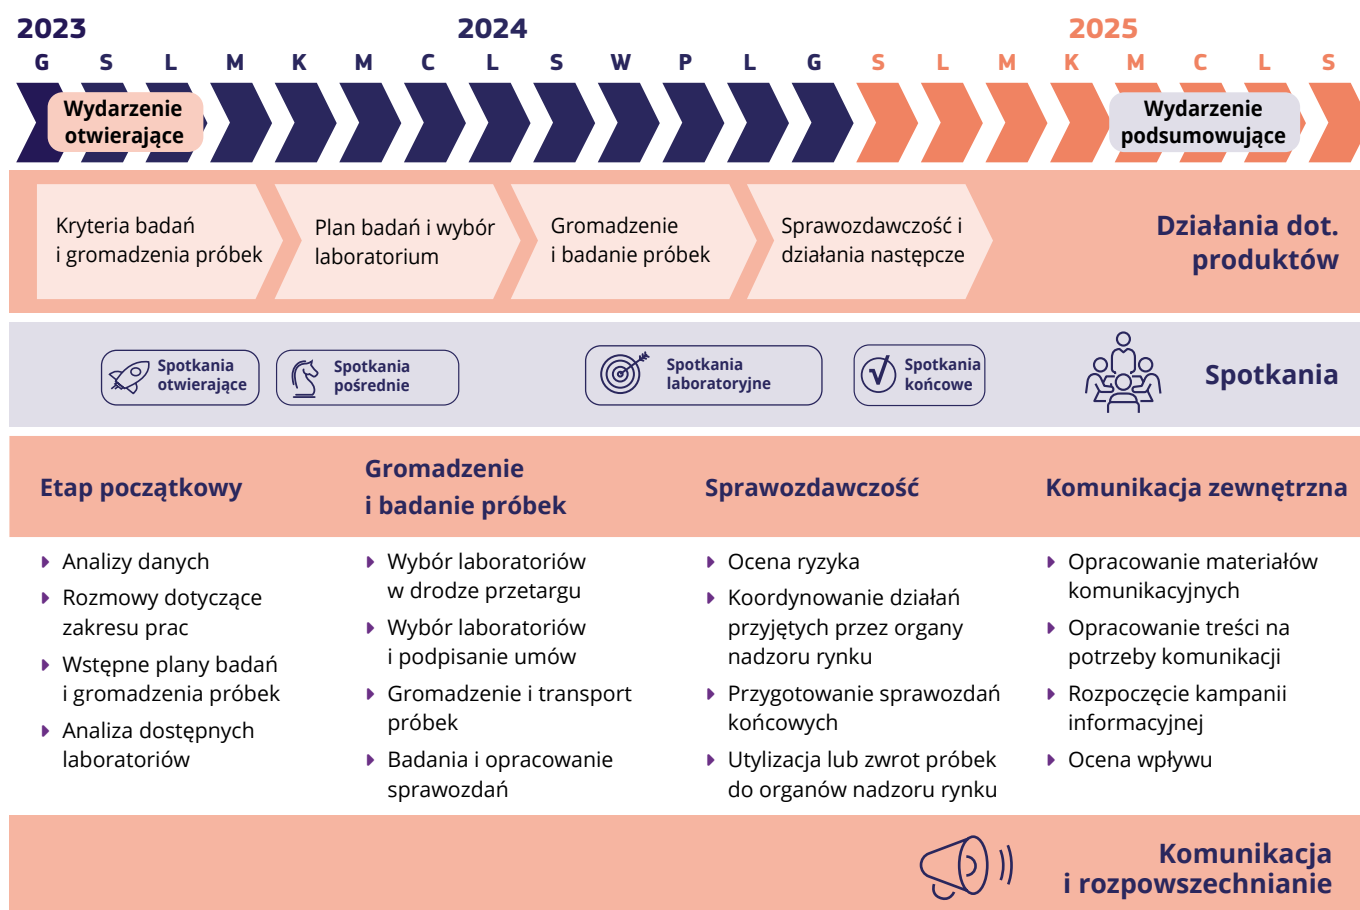 2023
2024
2025
G S L M K M C L S W P L G S L M K M C L S
Wydarzenie
otwierające
Wydarzenie
podsumowujące
Kryteria badań
i gromadzenia próbek
Plan badań i wybór
laboratorium
Gromadzenie
i badanie próbek
Sprawozdawczość i
działania następcze
Działania dot.
produktów
Spotkania
otwierające
Spotkania
pośrednie
Spotkania
laboratoryjne
Spotkania
końcowe
Spotkania
Etap początkowy
Analizy danych
Rozmowy dotyczące
zakresu prac
Wstępne plany badań
i gromadzenia próbek
Analiza dostępnych
laboratoriów
Gromadzenie
i badanie próbek
Wybór laboratoriów
w drodze przetargu
Wybór laboratoriów
i podpisanie umów
Gromadzenie i transport
próbek
Badania i opracowanie
sprawozdań
Sprawozdawczość
Ocena ryzyka
Koordynowanie działań
przyjętych przez organy
nadzoru rynku
Przygotowanie sprawozdań
końcowych
Utylizacja lub zwrot próbek
do organów nadzoru rynku
Komunikacja zewnętrzna
Opracowanie materiałów
komunikacyjnych
Opracowanie treści na
potrzeby komunikacji
Rozpoczęcie kampanii
informacyjnej
Ocena wpływu
Komunikacja
i rozpowszechnianie